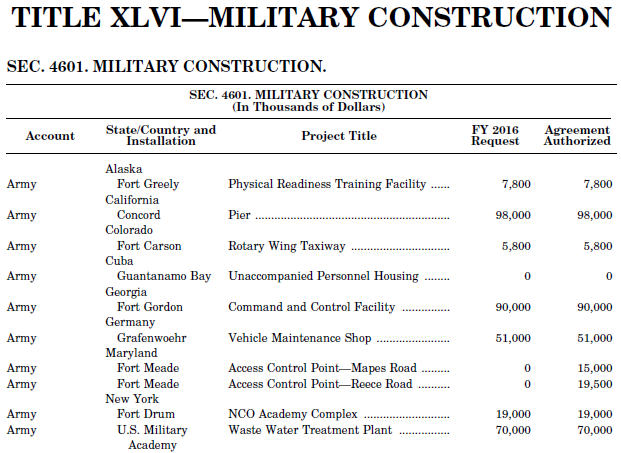 TITLE XLVI—MILITARY CONSTRUCTION
SEC. 4601. MILITARY CONSTRUCTION.
SEC. 4601. MILITARY CONSTRUCTION
(In Thousands of Dollars)
Account State/Country and Installation Project Title FY 2016 Request Agreement Authorized
Alaska
Army Fort Greely Physical Readiness Training Facility ...... 7,800 7,800
California
Army Concord Pier ............................................................. 98,000 98,000
Colorado
Army Fort Carson Rotary Wing Taxiway ............................... 5,800 5,800
Cuba
Army Guantanamo Bay Unaccompanied Personnel Housing ........ 0 0
Georgia
Army Fort Gordon Command and Control Facility ............... 90,000 90,000
Germany
Army Grafenwoehr Vehicle Maintenance Shop ....................... 51,000 51,000
Maryland
Army Fort Meade Access Control Point—Mapes Road ......... 0 15,000
Army Fort Meade Access Control Point—Reece Road .......... 0 19,500
New York
Army Fort Drum NCO Academy Complex ........................... 19,000 19,000
Army U.S. Military Academy Waste Water Treatment Plant ................ 70,000 70,000